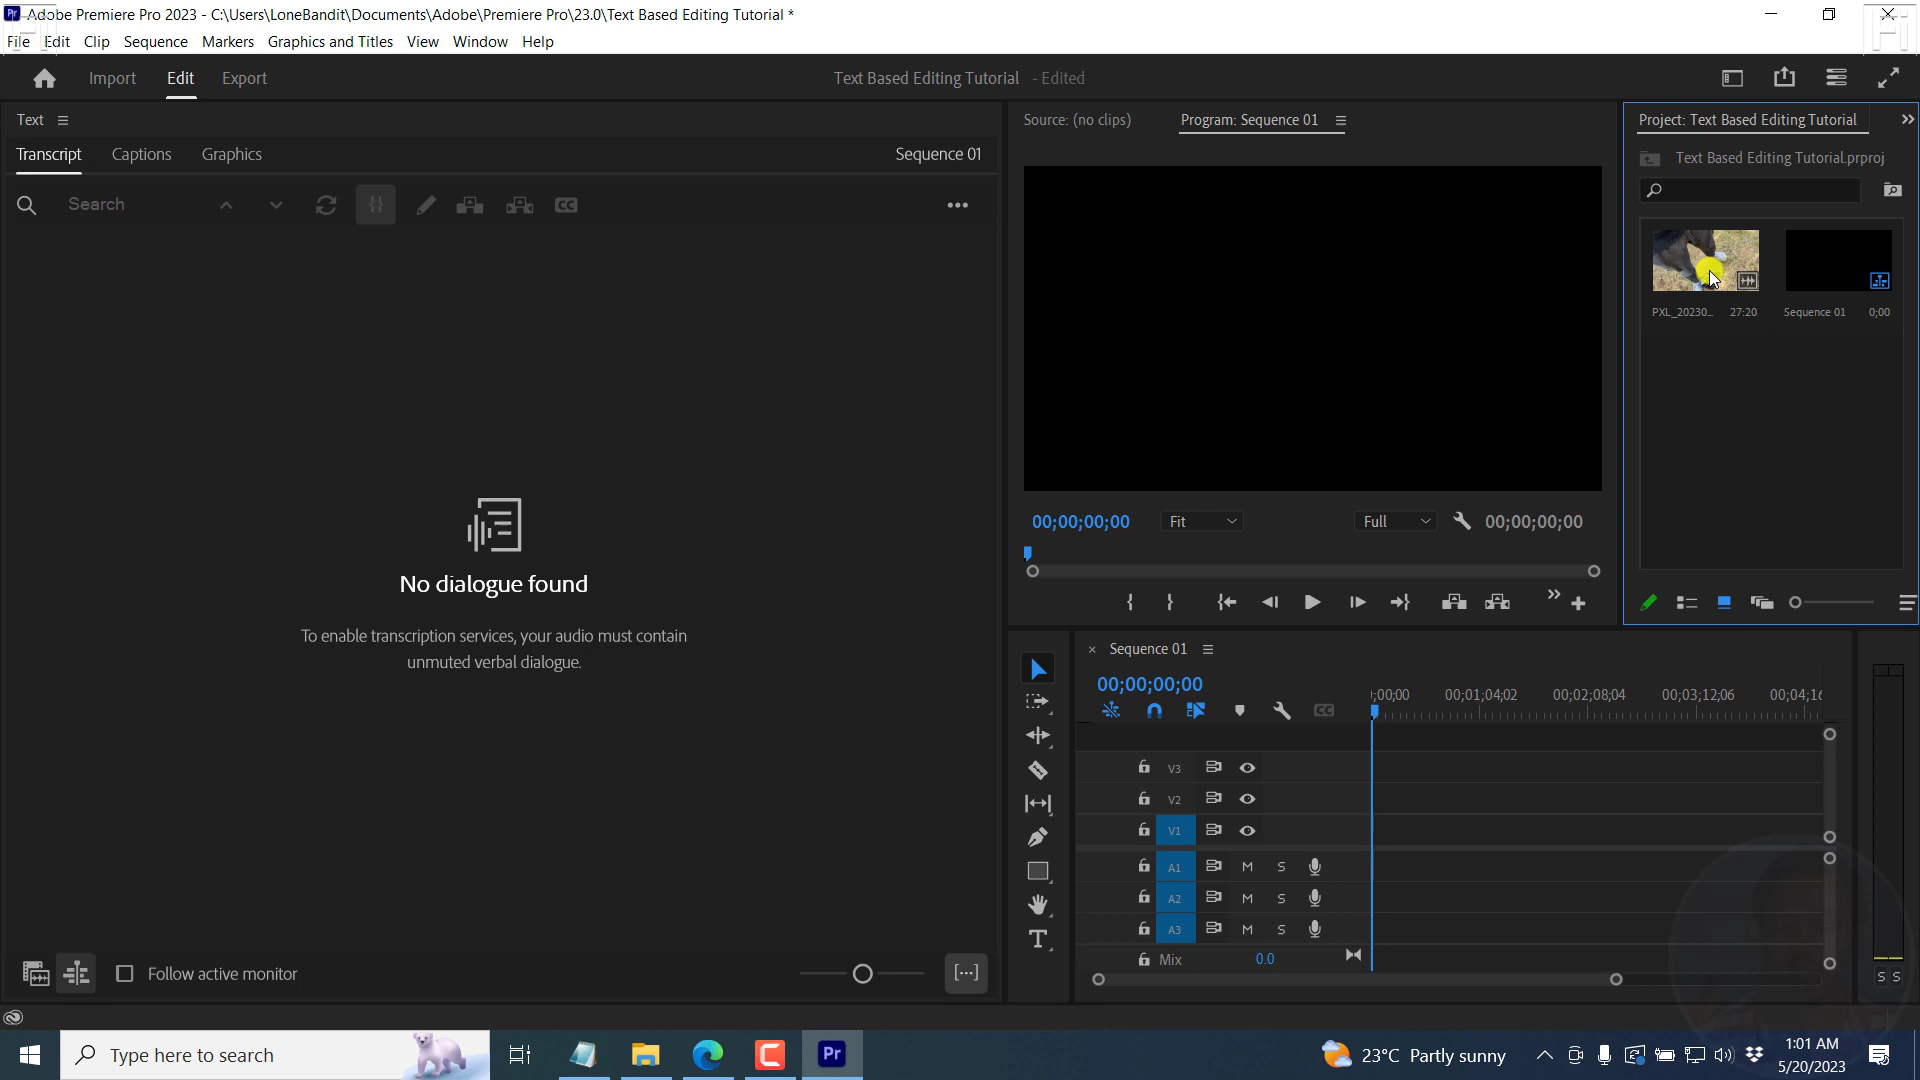 Adobe Premiere Pro 2023 - C:\Users\LoneBandit\Documents\Adobe\Premiere Pro\23.0\Text Based Editing Tutorial *
File Edit Clip Sequence Markers Graphics and Titles View Window Help
Import Edit Export
Text Based Editing Tutorial - Edited
Text
Transcript Captions Graphics
Sequence 01
Search
No dialogue found
To enable transcription services, your audio must contain
unmuted verbal dialogue.
Follow active monitor
Source: (no clips)
Program: Sequence 01
00;00;00;00
Fit
Full
00;00;00;00
Project: Text Based Editing Tutorial
Text Based Editing Tutorial.prproj
PXL_20230... 27:20
Sequence 01 0;00
× Sequence 01
00;00;00;00
;00;00 00;01;04;02 00;02;08;04 00;03;12;06 00;04;16
V3
V2
V1
A1 M S
A2 M S
A3 M S
Mix 0.0
S S
Type here to search
Pr
23°C Partly sunny
1:01 AM
5/20/2023